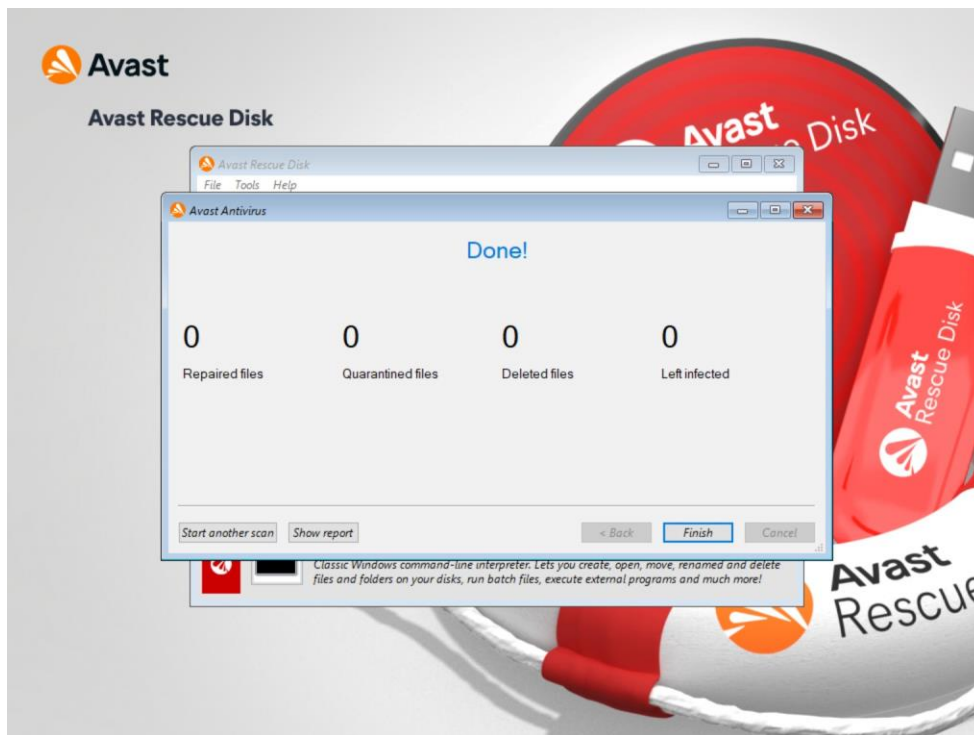 Avast
Avast Rescue Disk
Avast
Rescue Disk
Avast Rescue Disk
File Tools Help
Avast Antivirus
Done!
0 0 0 0
Repaired files Quarantined files Deleted files Left infected
Avast
Rescue Disk
Start another scan Show report < Back Finish Cancel
Classic Windows command-line interpreter. Lets you create, open, move, renamed and delete
files and folders on your disks, run batch files, execute external programs and much more!
Avast